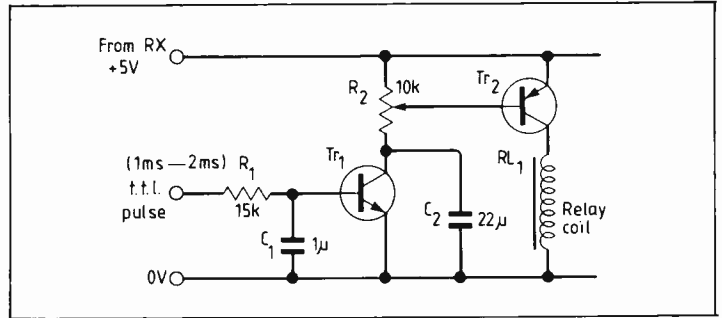 From RX
+5V
R2
10k
Tr2
(1ms — 2ms)
t.t.l.
pulse
R1
15k
Tr1
RL1
C1
1μ
C2
22μ
Relay
coil
0V